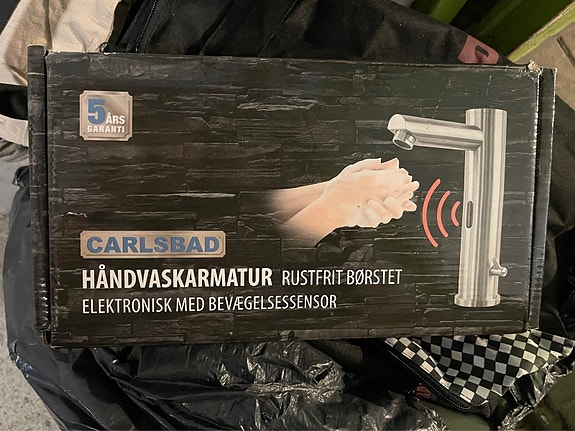 5 ÅRS
GARANTI
CARLSBAD
HÅNDVASKARMATUR RUSTFRIT BØRSTET
ELEKTRONISK MED BEVÆGELSESSENSOR